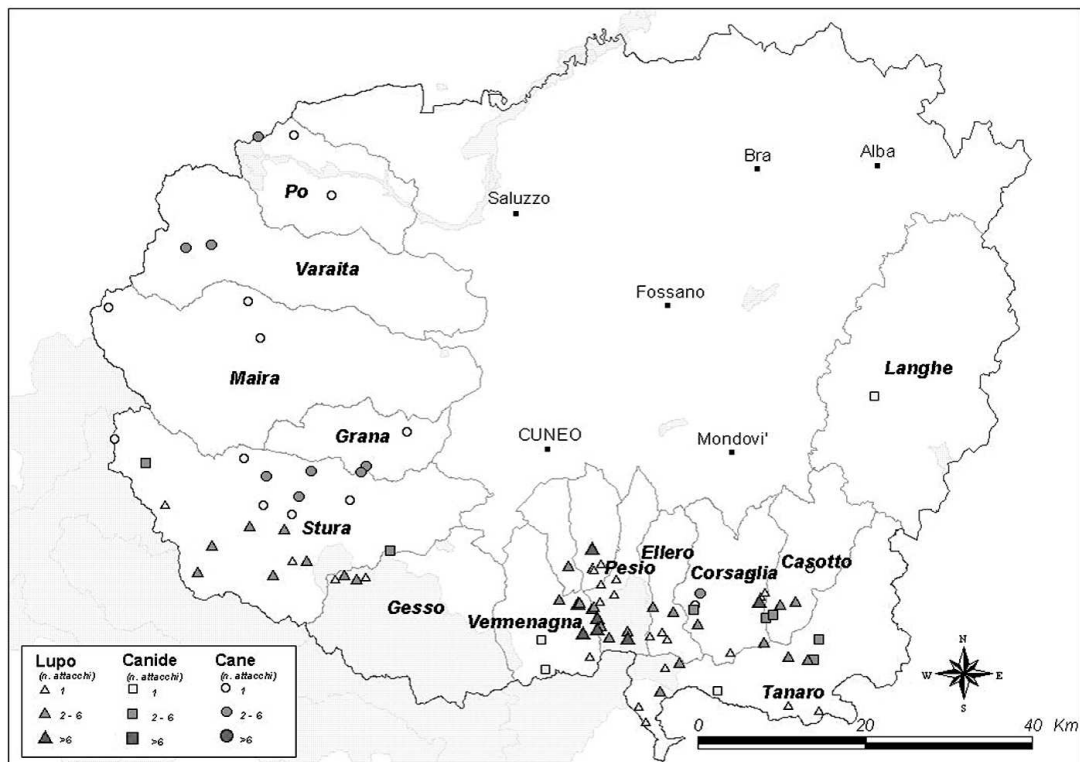 Bra
Alba
Po
Saluzzo
Varaita
Fossano
Langhe
Maira
Grana
CUNEO
Mondovi'
Stura
Ellero
Casotto
Pesio
Corsaglia
Gesso
Vermenagna
Tanaro
Lupo Canide Cane
(n. attacchi) (n. attacchi) (n. attacchi)
1 1 1
2 - 6 2 - 6 2 - 6
>6 >6 >6
N
W E
S
0 20 40 Km